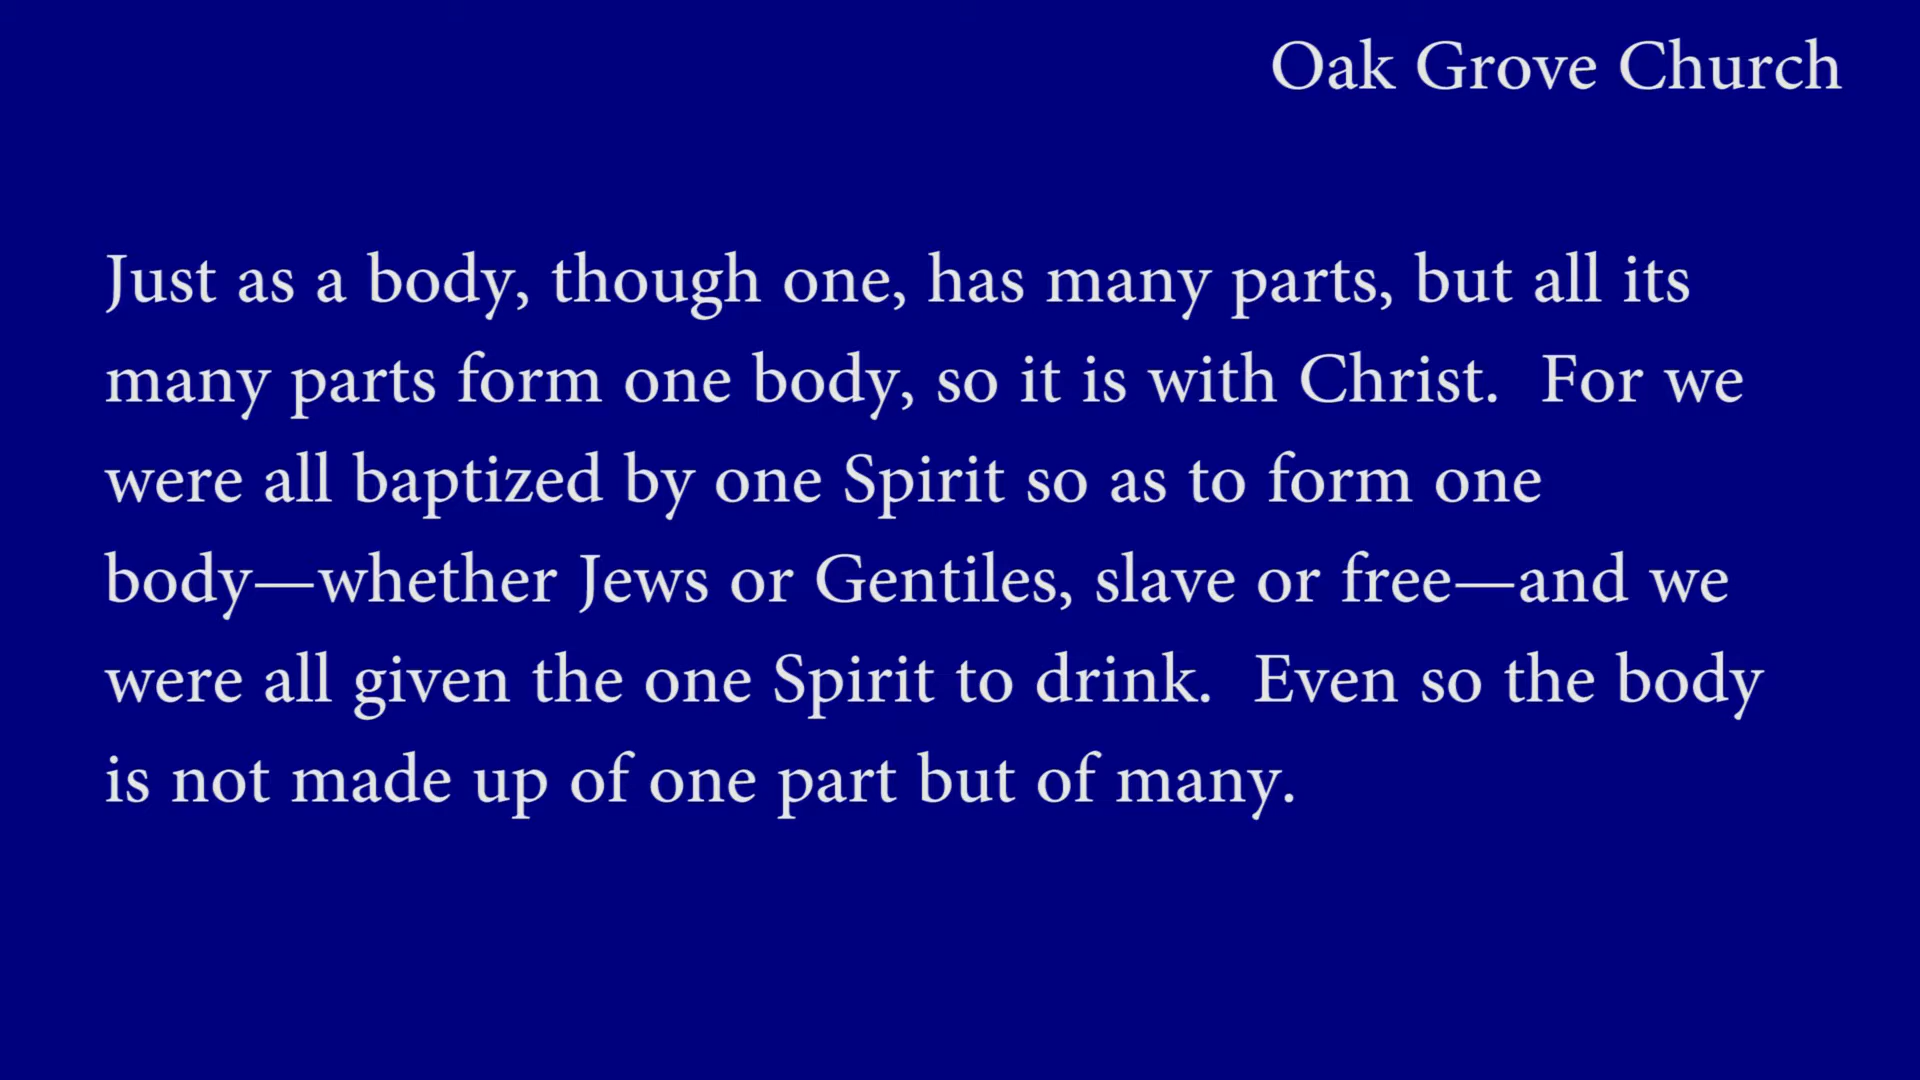 Oak Grove Church
Just as a body, though one, has many parts, but all its
many parts form one body, so it is with Christ.  For we
were all baptized by one Spirit so as to form one
body—whether Jews or Gentiles, slave or free—and we
were all given the one Spirit to drink.  Even so the body
is not made up of one part but of many.